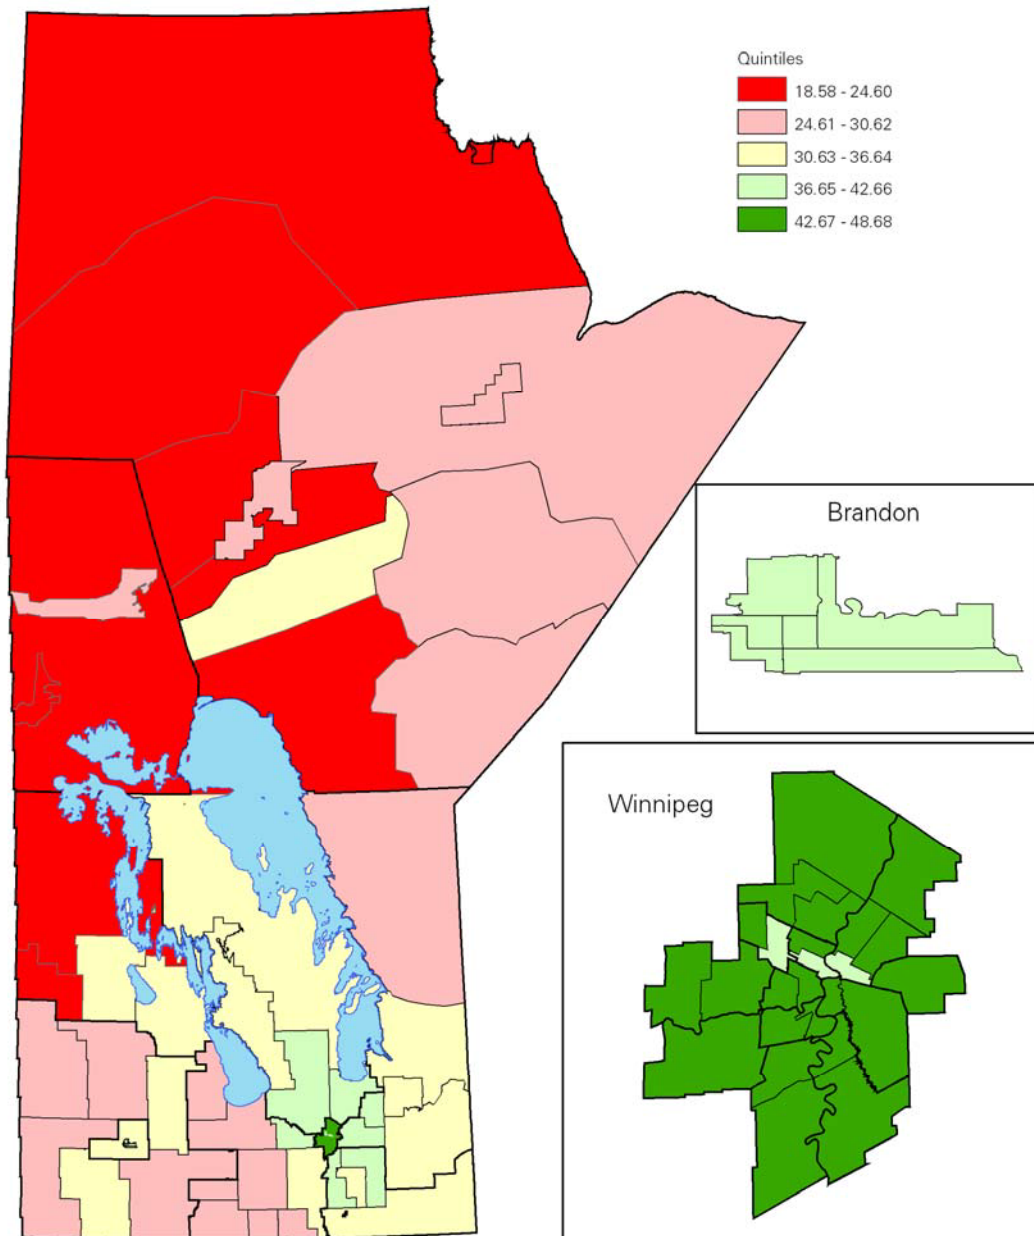 Quintiles
18.58 - 24.60
24.61 - 30.62
30.63 - 36.64
36.65 - 42.66
42.67 - 48.68
Brandon
Winnipeg